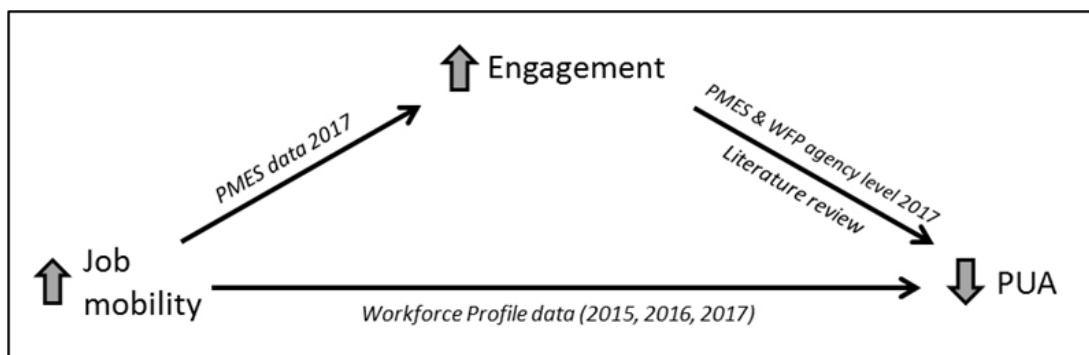 Engagement
PMES data 2017
PMES & WFP agency level 2017
Literature review
Job
mobility
PUA
Workforce Profile data (2015, 2016, 2017)